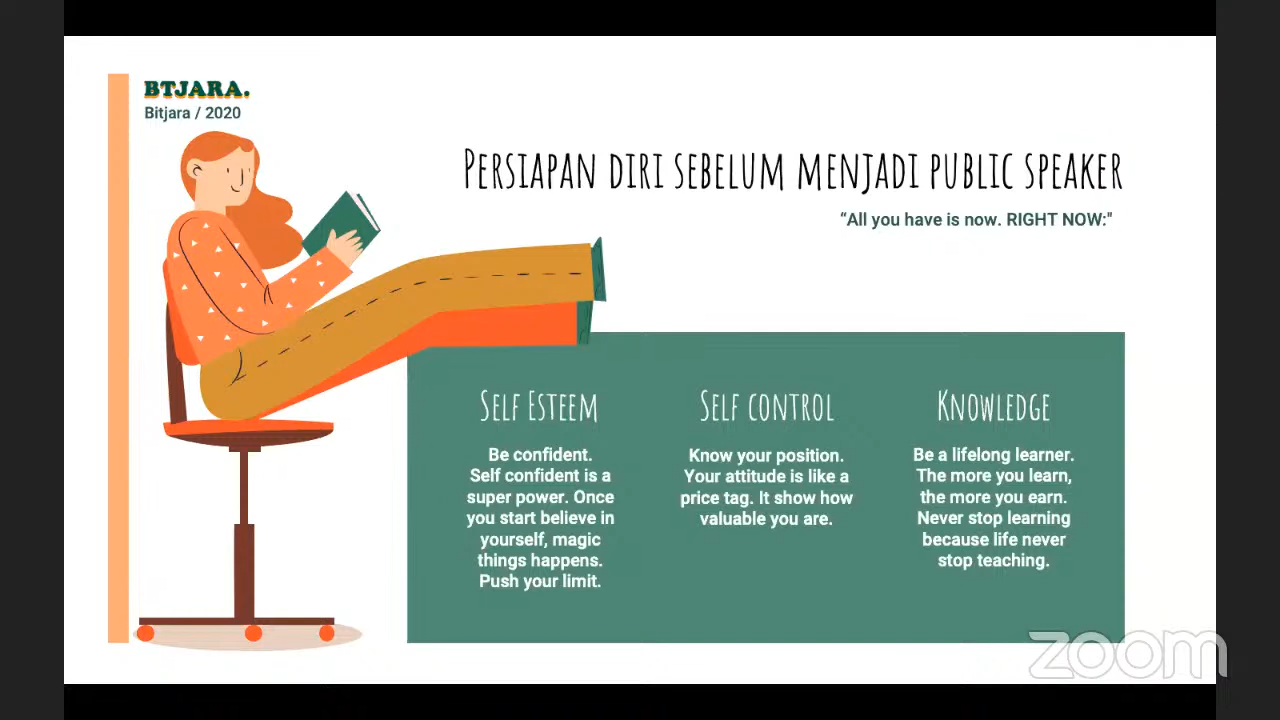 BTJARA.
Bitjara / 2020
Persiapan diri sebelum menjadi public speaker
“All you have is now. RIGHT NOW:"
Self Esteem
Be confident.
Self confident is a
super power. Once
you start believe in
yourself, magic
things happens.
Push your limit.
Self control
Know your position.
Your attitude is like a
price tag. It show how
valuable you are.
Knowledge
Be a lifelong learner.
The more you learn,
the more you earn.
Never stop learning
because life never
stop teaching.
zoom